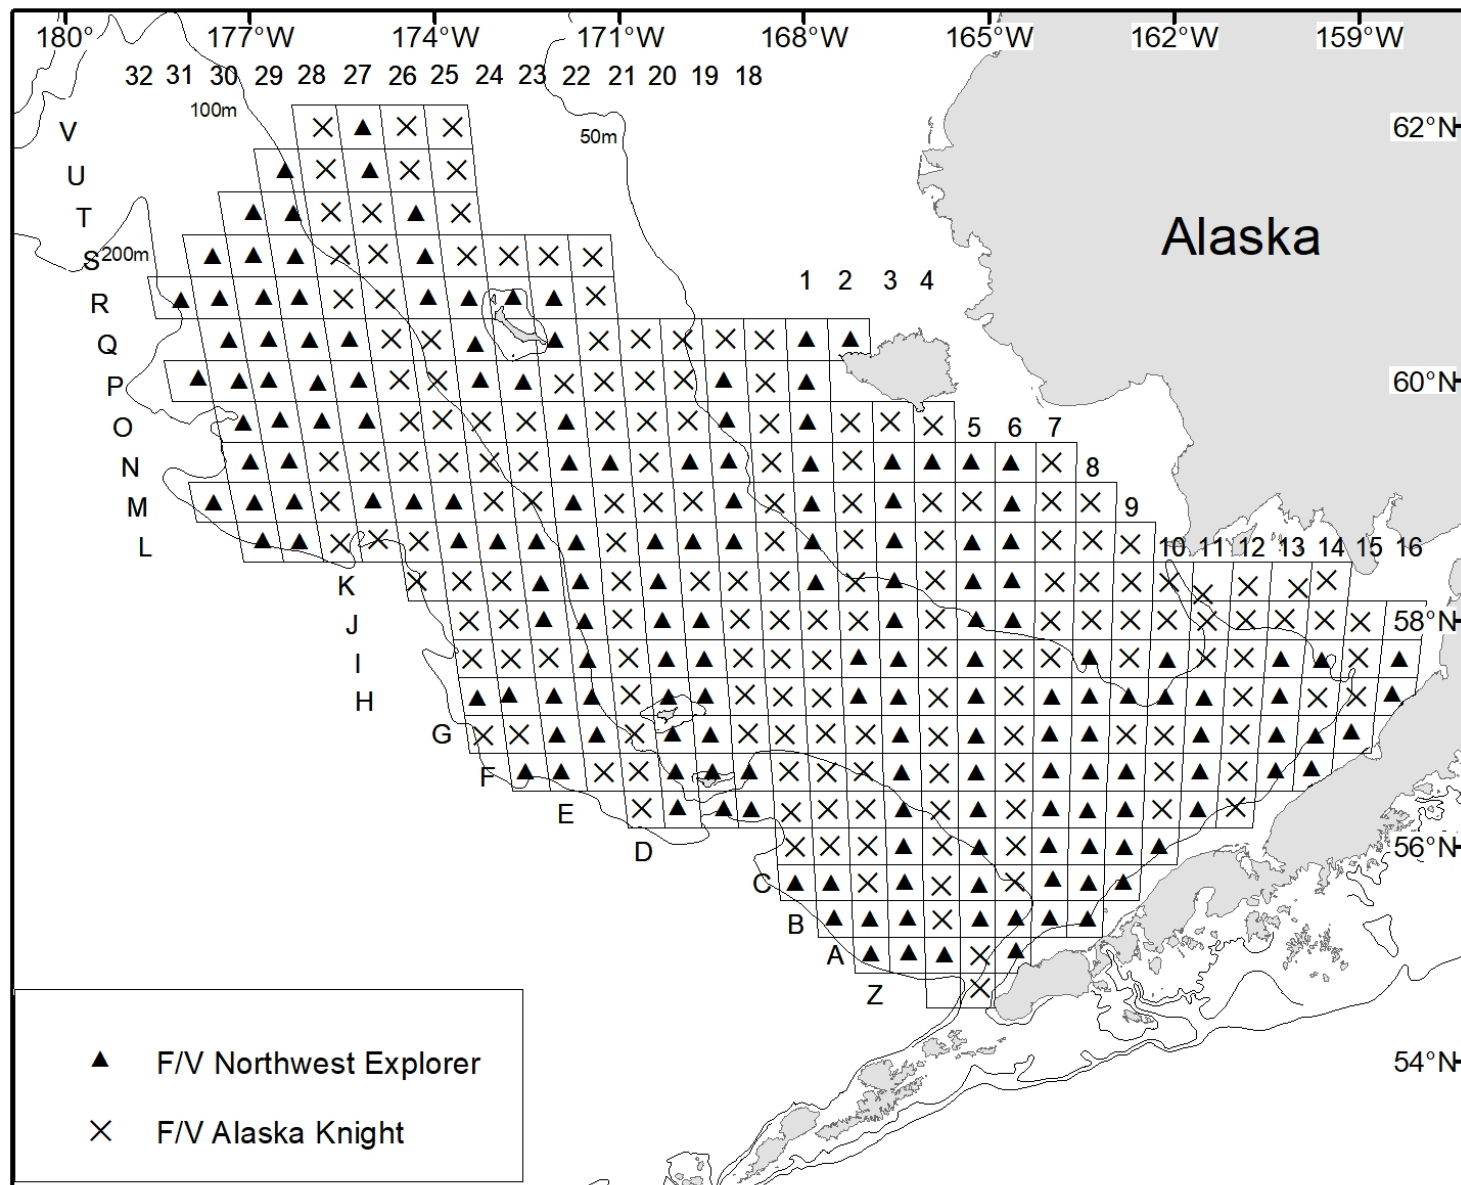 180° 177°W 174°W 171°W 168°W 165°W 162°W 159°W
32 31 30 29 28 27 26 25 24 23 22 21 20 19 18
100m
50m
V
62°N
U
T
Alaska
S
200m
1 2 3 4
R
Q
P
60°N
O
5 6 7
N
8
M
9
L
10 11 12 13 14 15 16
K
J
58°N
I
H
G
F
E
D
56°N
C
B
A
Z
F/V Northwest Explorer
54°N
F/V Alaska Knight